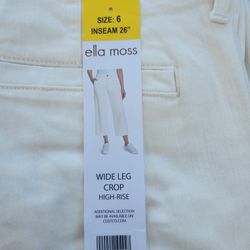 SIZE: 6
INSEAM 26"
ella moss
WIDE LEG
CROP
HIGH-RISE
ADDITIONAL SELECTION
MAY BE AVAILABLE ON
COSTCO.COM